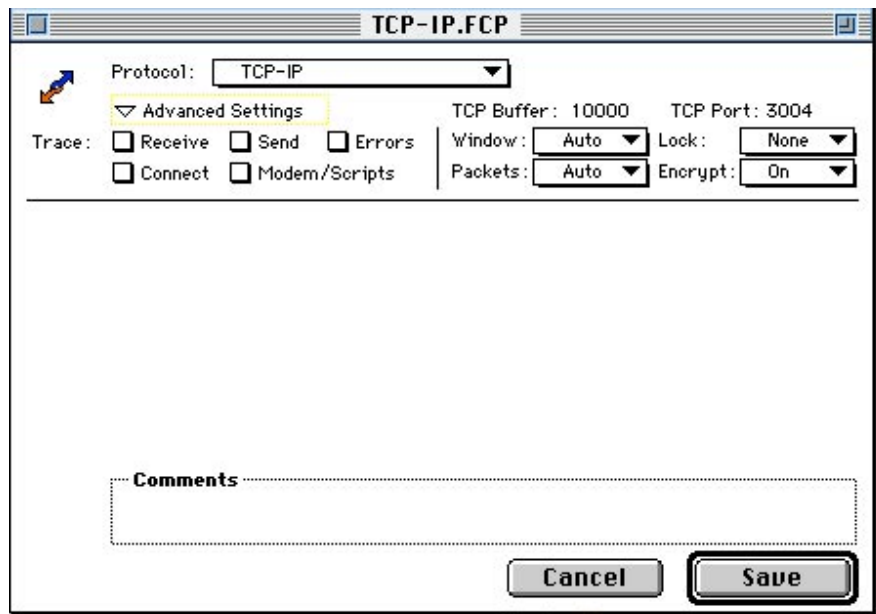 TCP-IP.FCP
Protocol: TCP-IP
Advanced Settings TCP Buffer: 10000 TCP Port: 3004
Trace: Receive Send Errors Window: Auto Lock: None
Connect Modem/Scripts Packets: Auto Encrypt: On
Comments
Cancel Save